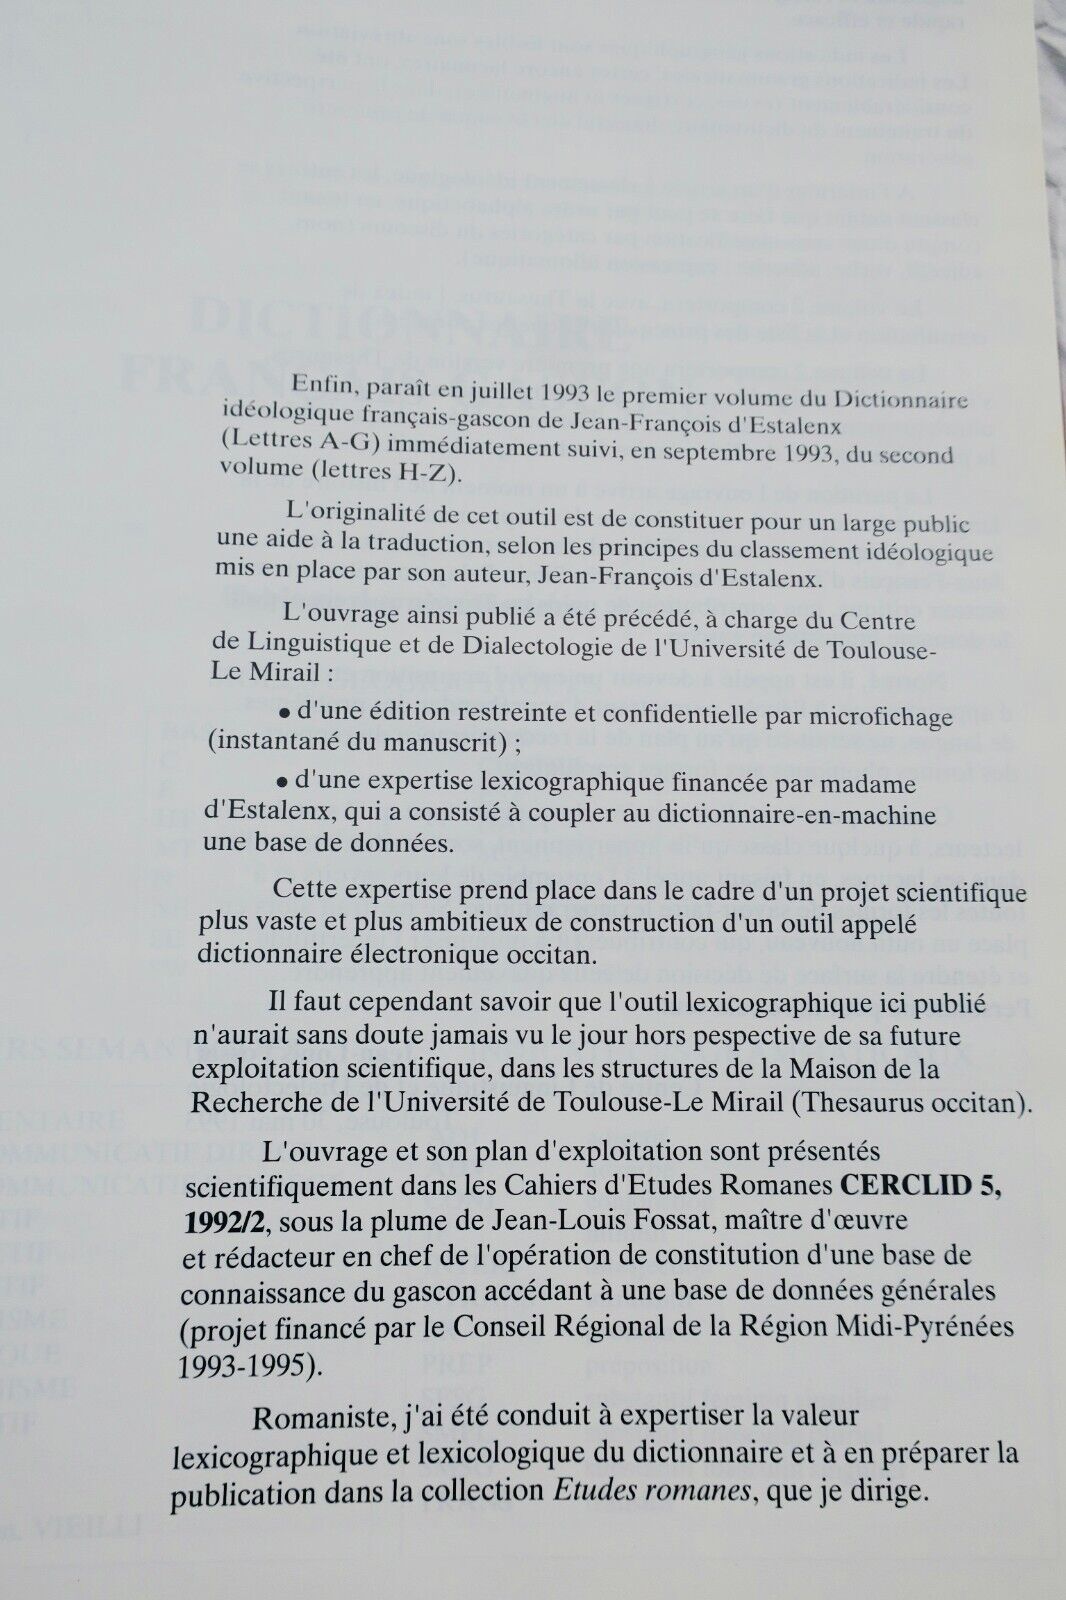 Enfin, paraît en juillet 1993 le premier volume du Dictionnaire
idéologique français-gascon de Jean-François d'Estalenx
(Lettres A-G) immédiatement suivi, en septembre 1993, du second
volume (lettres H-Z).
L'originalité de cet outil est de constituer pour un large public
une aide à la traduction, selon les principes du classement idéologique
mis en place par son auteur, Jean-François d'Estalenx.
L'ouvrage ainsi publié a été précédé, à charge du Centre
de Linguistique et de Dialectologie de l'Université de Toulouse-
Le Mirail :
• d'une édition restreinte et confidentielle par microfichage
(instantané du manuscrit) ;
• d'une expertise lexicographique financée par madame
d'Estalenx, qui a consisté à coupler au dictionnaire-en-machine
une base de données.
Cette expertise prend place dans le cadre d'un projet scientifique
plus vaste et plus ambitieux de construction d'un outil appelé
dictionnaire électronique occitan.
Il faut cependant savoir que l'outil lexicographique ici publié
n'aurait sans doute jamais vu le jour hors pespective de sa future
exploitation scientifique, dans les structures de la Maison de la
Recherche de l'Université de Toulouse-Le Mirail (Thesaurus occitan).
L'ouvrage et son plan d'exploitation sont présentés
scientifiquement dans les Cahiers d'Etudes Romanes CERCLID 5,
1992/2, sous la plume de Jean-Louis Fossat, maître d'œuvre
et rédacteur en chef de l'opération de constitution d'une base de
connaissance du gascon accédant à une base de données générales
(projet financé par le Conseil Régional de la Région Midi-Pyrénées
1993-1995).
Romaniste, j'ai été conduit à expertiser la valeur
lexicographique et lexicologique du dictionnaire et à en préparer la
publication dans la collection Etudes romanes, que je dirige.